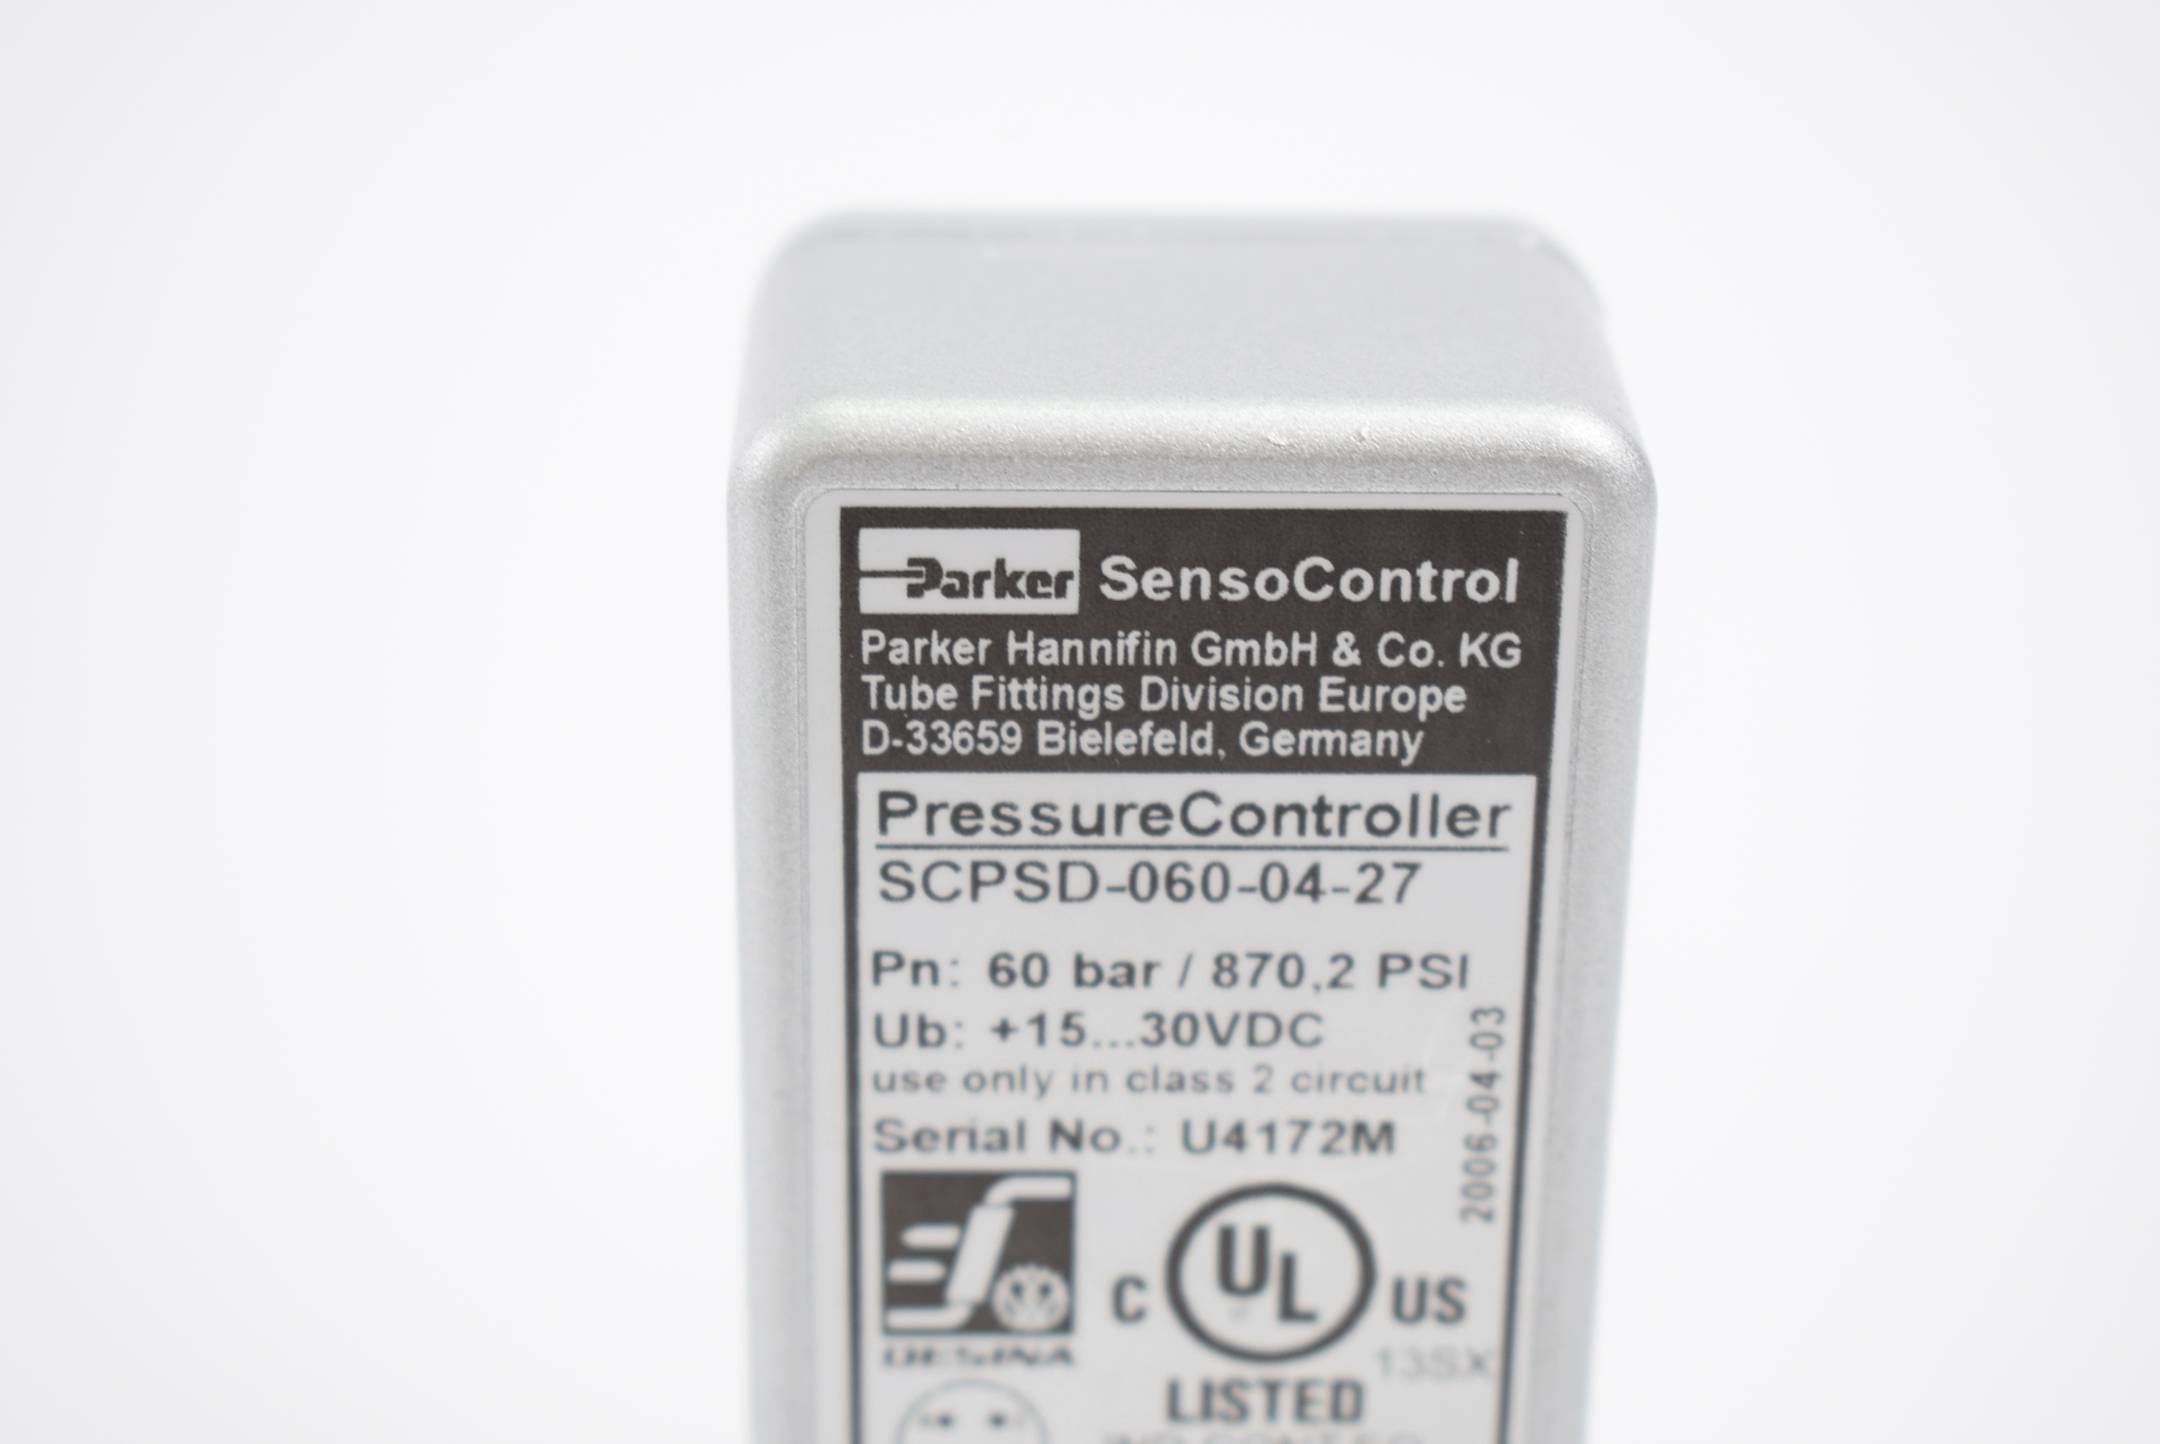 Parker SensoControl
Parker Hannifin GmbH & Co. KG
Tube Fittings Division Europe
D-33659 Bielefeld, Germany
PressureController
SCPSD-060-04-27
Pn: 60 bar / 870,2 PSI
Ub: +15...30VDC
use only in class 2 circuit
Serial No.: U4172M
2006-04-03
DESINA
C UL US
13SX
LISTED